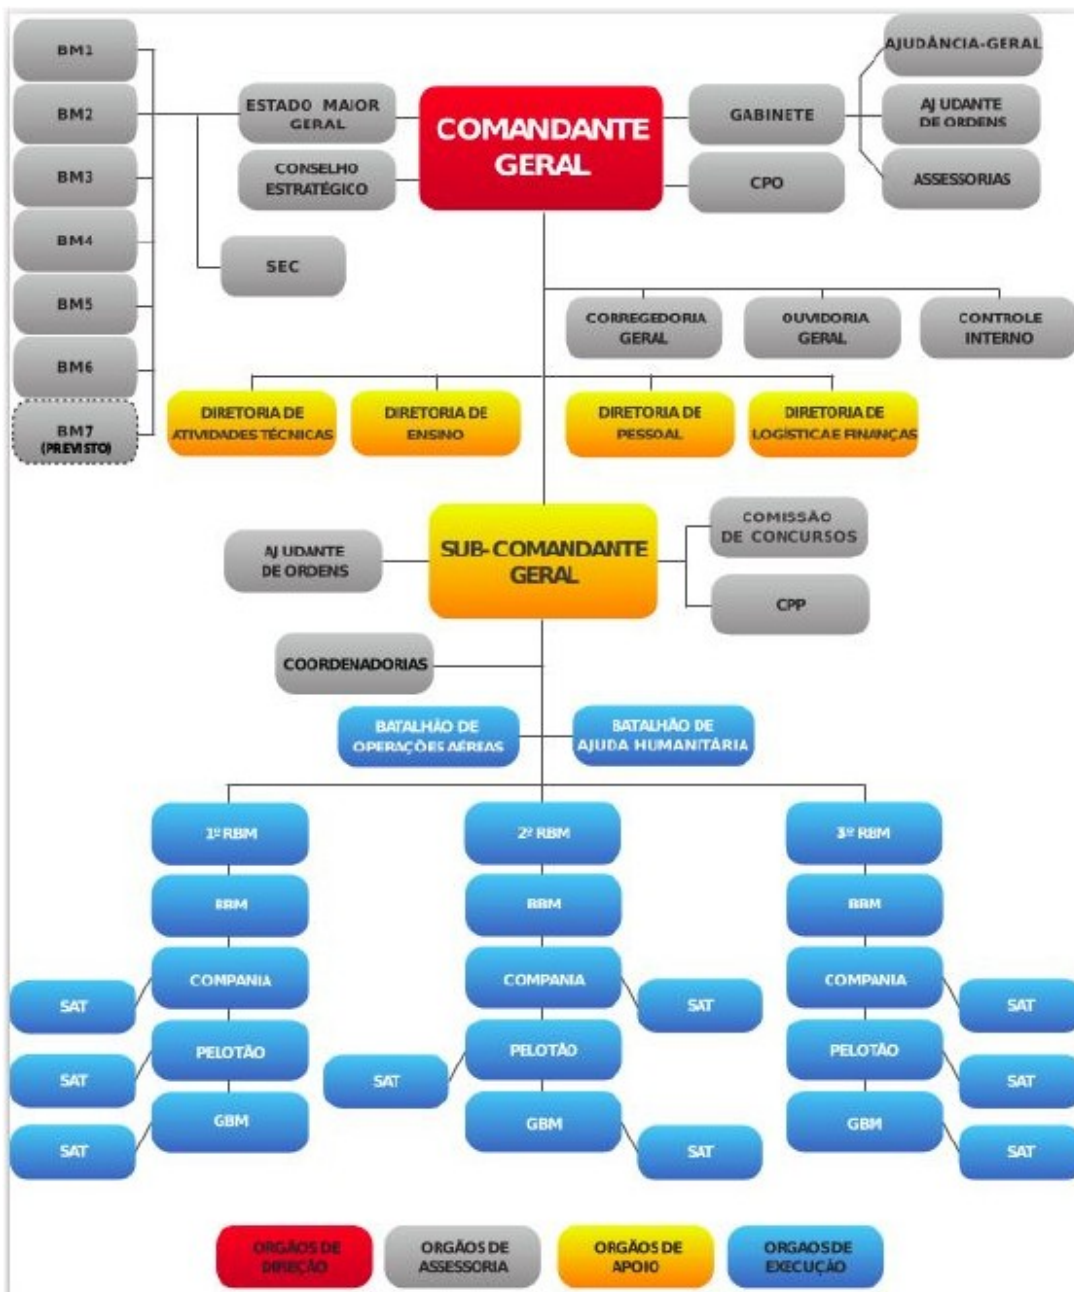 BM1
BM2
BM3
BM4
BM5
BM6
BM7
(PREVISTO)
ESTADO MAIOR
GERAL
CONSELHO
ESTRATÉGICO
SEC
COMANDANTE
GERAL
GABINETE
CPO
AJUDÂNCIA-GERAL
AJUDANTE
DE ORDENS
ASSESSORIAS
CORREGEDORIA
GERAL
OUVIDORIA
GERAL
CONTROLE
INTERNO
DIRETORIA DE
ATIVIDADES TÉCNICAS
DIRETORIA DE
ENSINO
DIRETORIA DE
PESSOAL
DIRETORIA DE
LOGÍSTICA E FINANÇAS
AJUDANTE
DE ORDENS
SUB-COMANDANTE
GERAL
COMISSÃO
DE CONCURSOS
CPP
COORDENADORIAS
BATALHÃO DE
OPERAÇÕES AÉREAS
BATALHÃO DE
AJUDA HUMANITÁRIA
1º RBM
2º RBM
3º RBM
BBM
BBM
BBM
COMPANIA
COMPANIA
COMPANIA
SAT
SAT
SAT
PELOTÃO
PELOTÃO
PELOTÃO
SAT
SAT
SAT
GBM
GBM
GBM
SAT
SAT
SAT
ORGÃOS DE
DIREÇÃO
ORGÃOS DE
ASSESSORIA
ORGÃOS DE
APOIO
ORGAOS DE
EXECUÇÃO